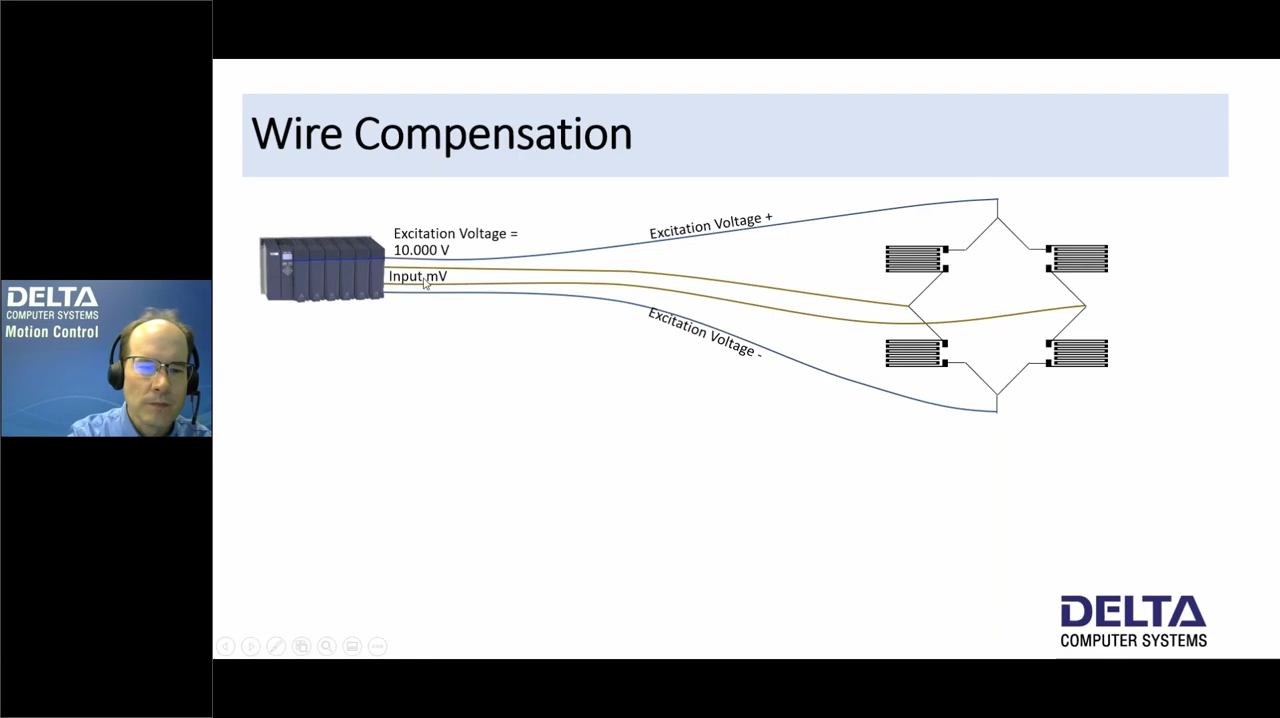 Wire Compensation
Excitation Voltage =
10.000 V
Excitation Voltage +
Input mV
Excitation Voltage -
DELTA
COMPUTER SYSTEMS
Motion Control
DELTA
COMPUTER SYSTEMS